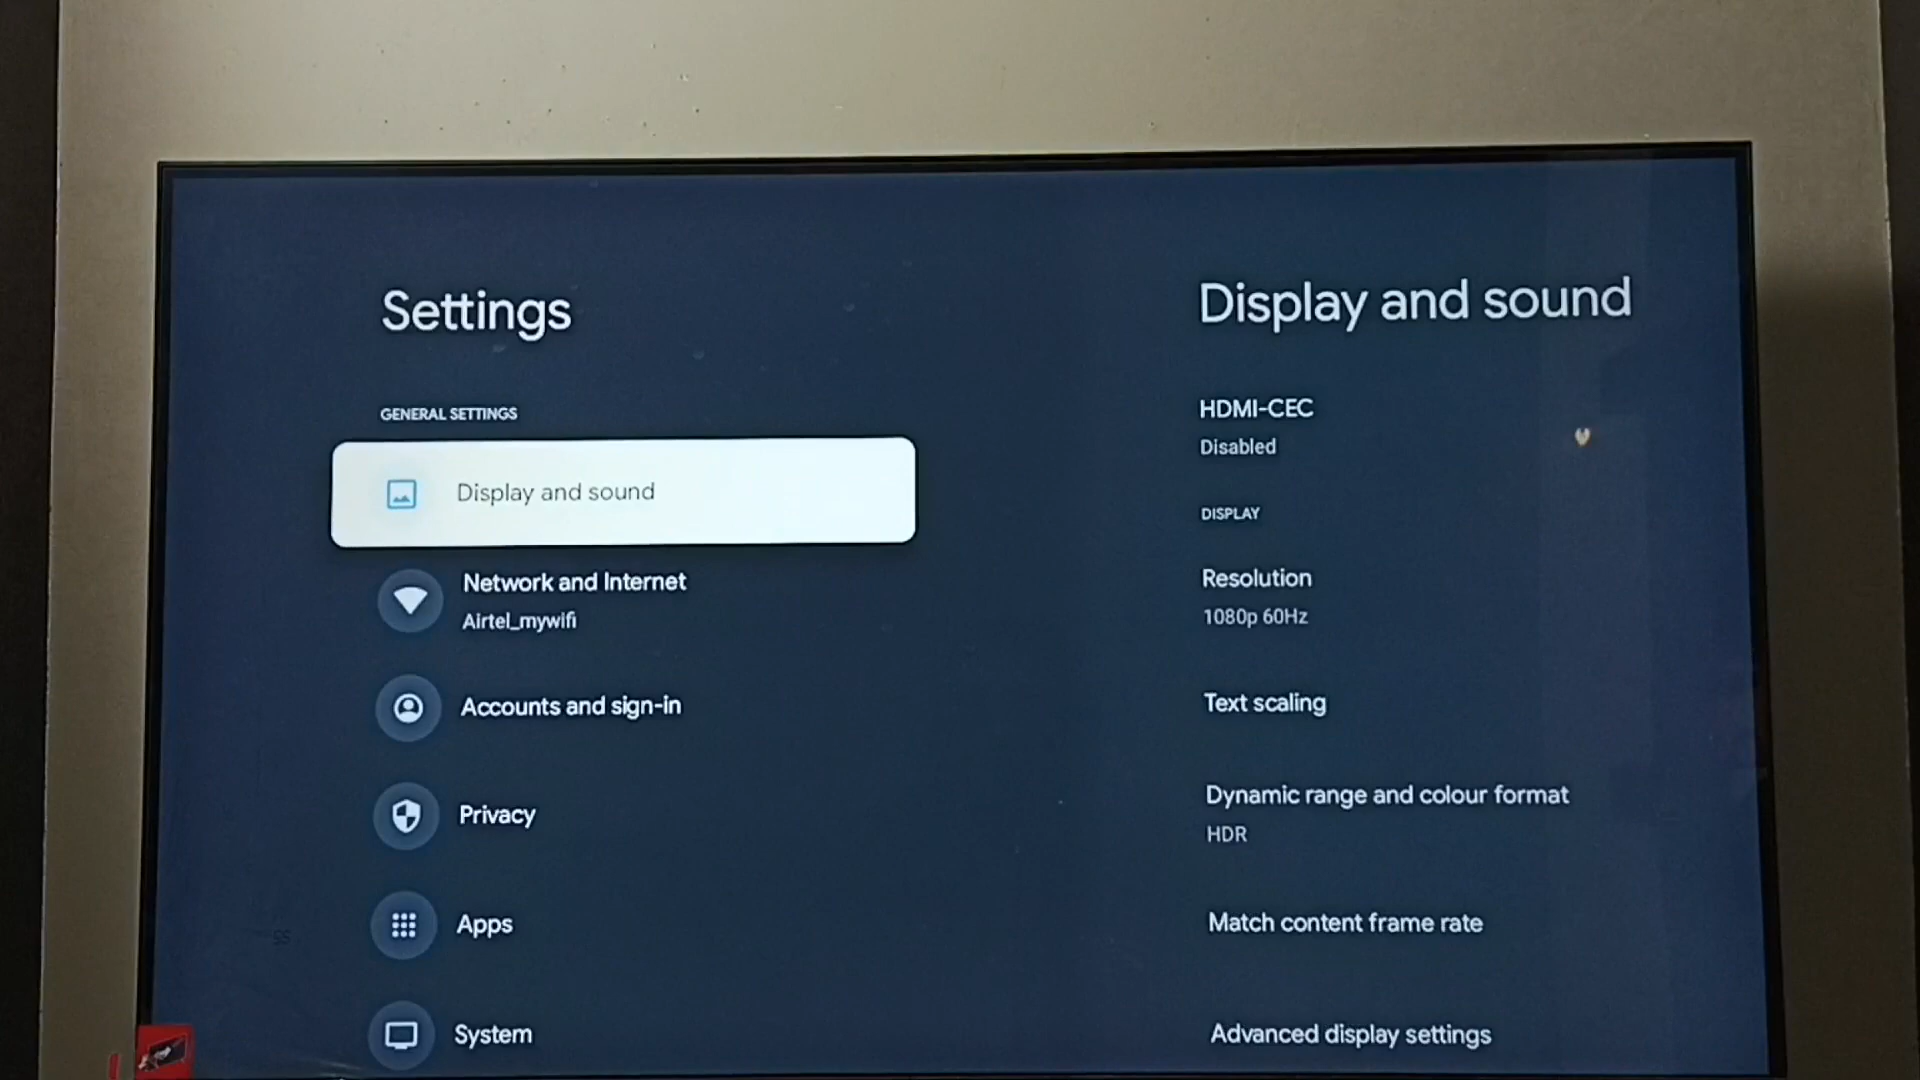 Settings
GENERAL SETTINGS
Display and sound
Network and Internet
Airtel_mywifi
Accounts and sign-in
Privacy
Apps
System
Display and sound
HDMI-CEC
Disabled
DISPLAY
Resolution
1080p 60Hz
Text scaling
Dynamic range and colour format
HDR
Match content frame rate
Advanced display settings